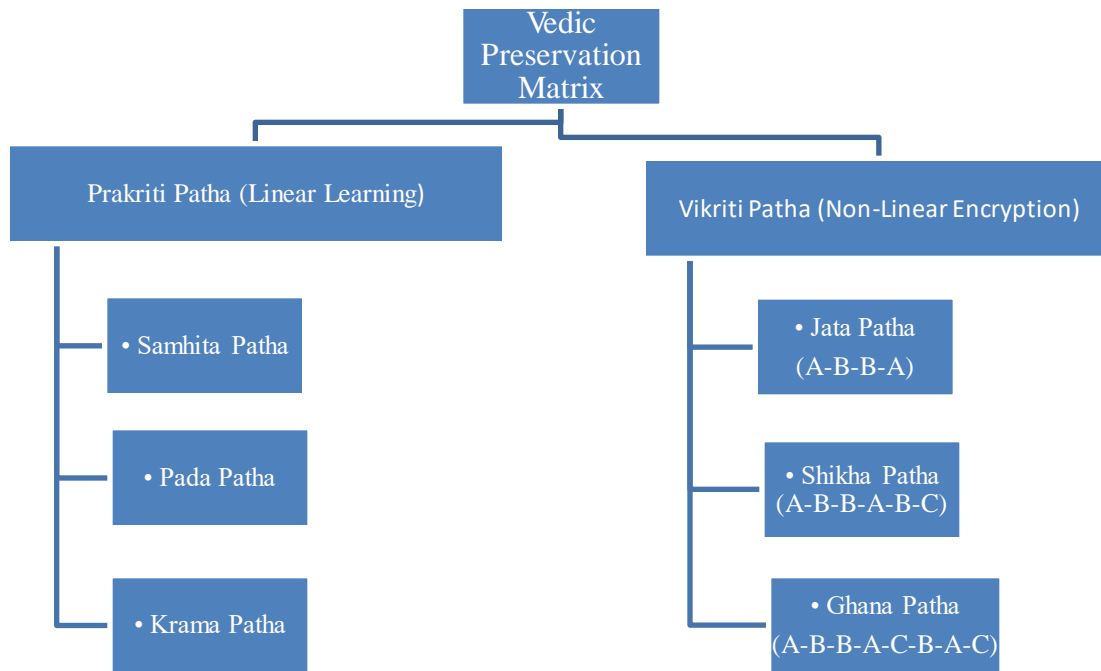 Vedic
Preservation
Matrix
Prakriti Patha (Linear Learning)
• Samhita Patha
• Pada Patha
• Krama Patha
Vikriti Patha (Non-Linear Encryption)
• Jata Patha
(A-B-B-A)
• Shikha Patha
(A-B-B-A-B-C)
• Ghana Patha
(A-B-B-A-C-B-A-C)